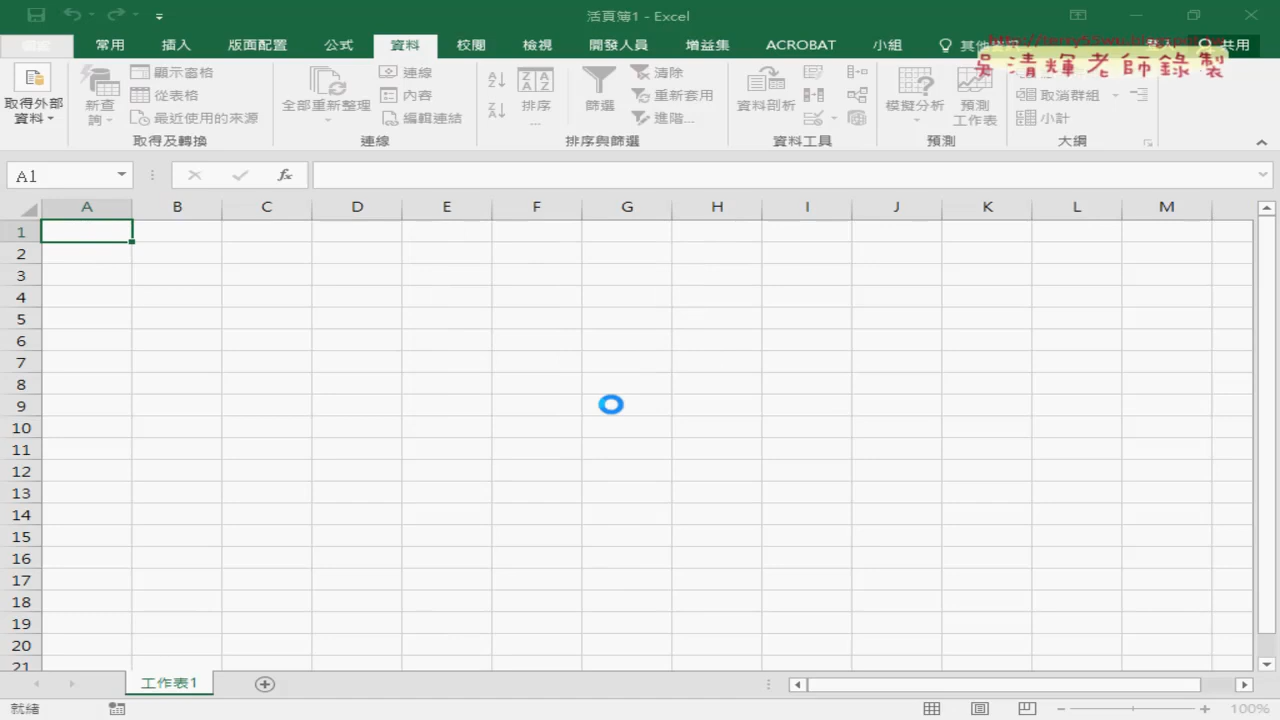 活頁簿1 - Excel
常用 插入 版面配置 公式 資料 校閱 檢視 開發人員 增益集 ACROBAT 小組 共用
吳清輝老師錄製
取得外部資料 新查詢 顯示窗格 從表格 最近使用的來源 取得及轉換
全部重新整理 連線 內容 編輯連結 連線
排序... 篩選 清除 重新套用 進階... 排序與篩選
資料剖析 資料工具
模擬分析 預測工作表 預測
取消群組 小計 大綱
A1 fx
A B C D E F G H I J K L M
1
2
3
4
5
6
7
8
9
10
11
12
13
14
15
16
17
18
19
20
21
工作表1
就緒 100%